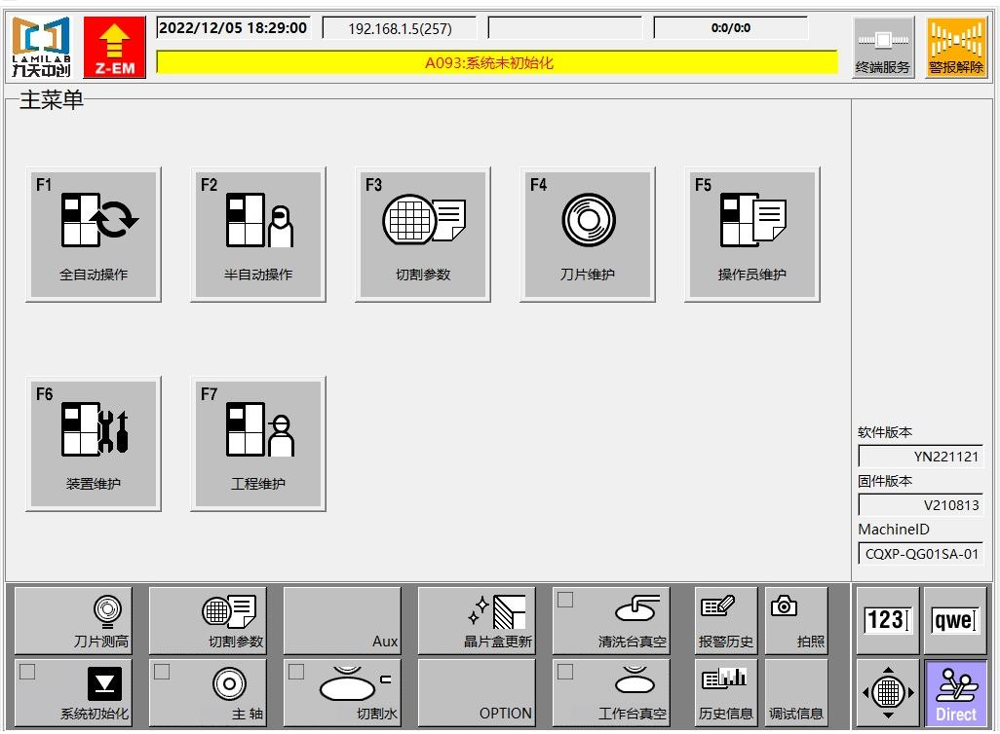 LAMILAB
九天中创
Z-EM
2022/12/05 18:29:00
192.168.1.5(257)
0:0/0:0
A093:系统未初始化
终端服务
警报解除
主菜单
F1
全自动操作
F2
半自动操作
F3
切割参数
F4
刀片维护
F5
操作员维护
F6
装置维护
F7
工程维护
软件版本
YN221121
固件版本
V210813
MachineID
CQXP-QG01SA-01
刀片测高
切割参数
Aux
晶片盒更新
清洗台真空
报警历史
拍照
123
qwe
系统初始化
主 轴
切割水
OPTION
工作台真空
历史信息
调试信息
Direct